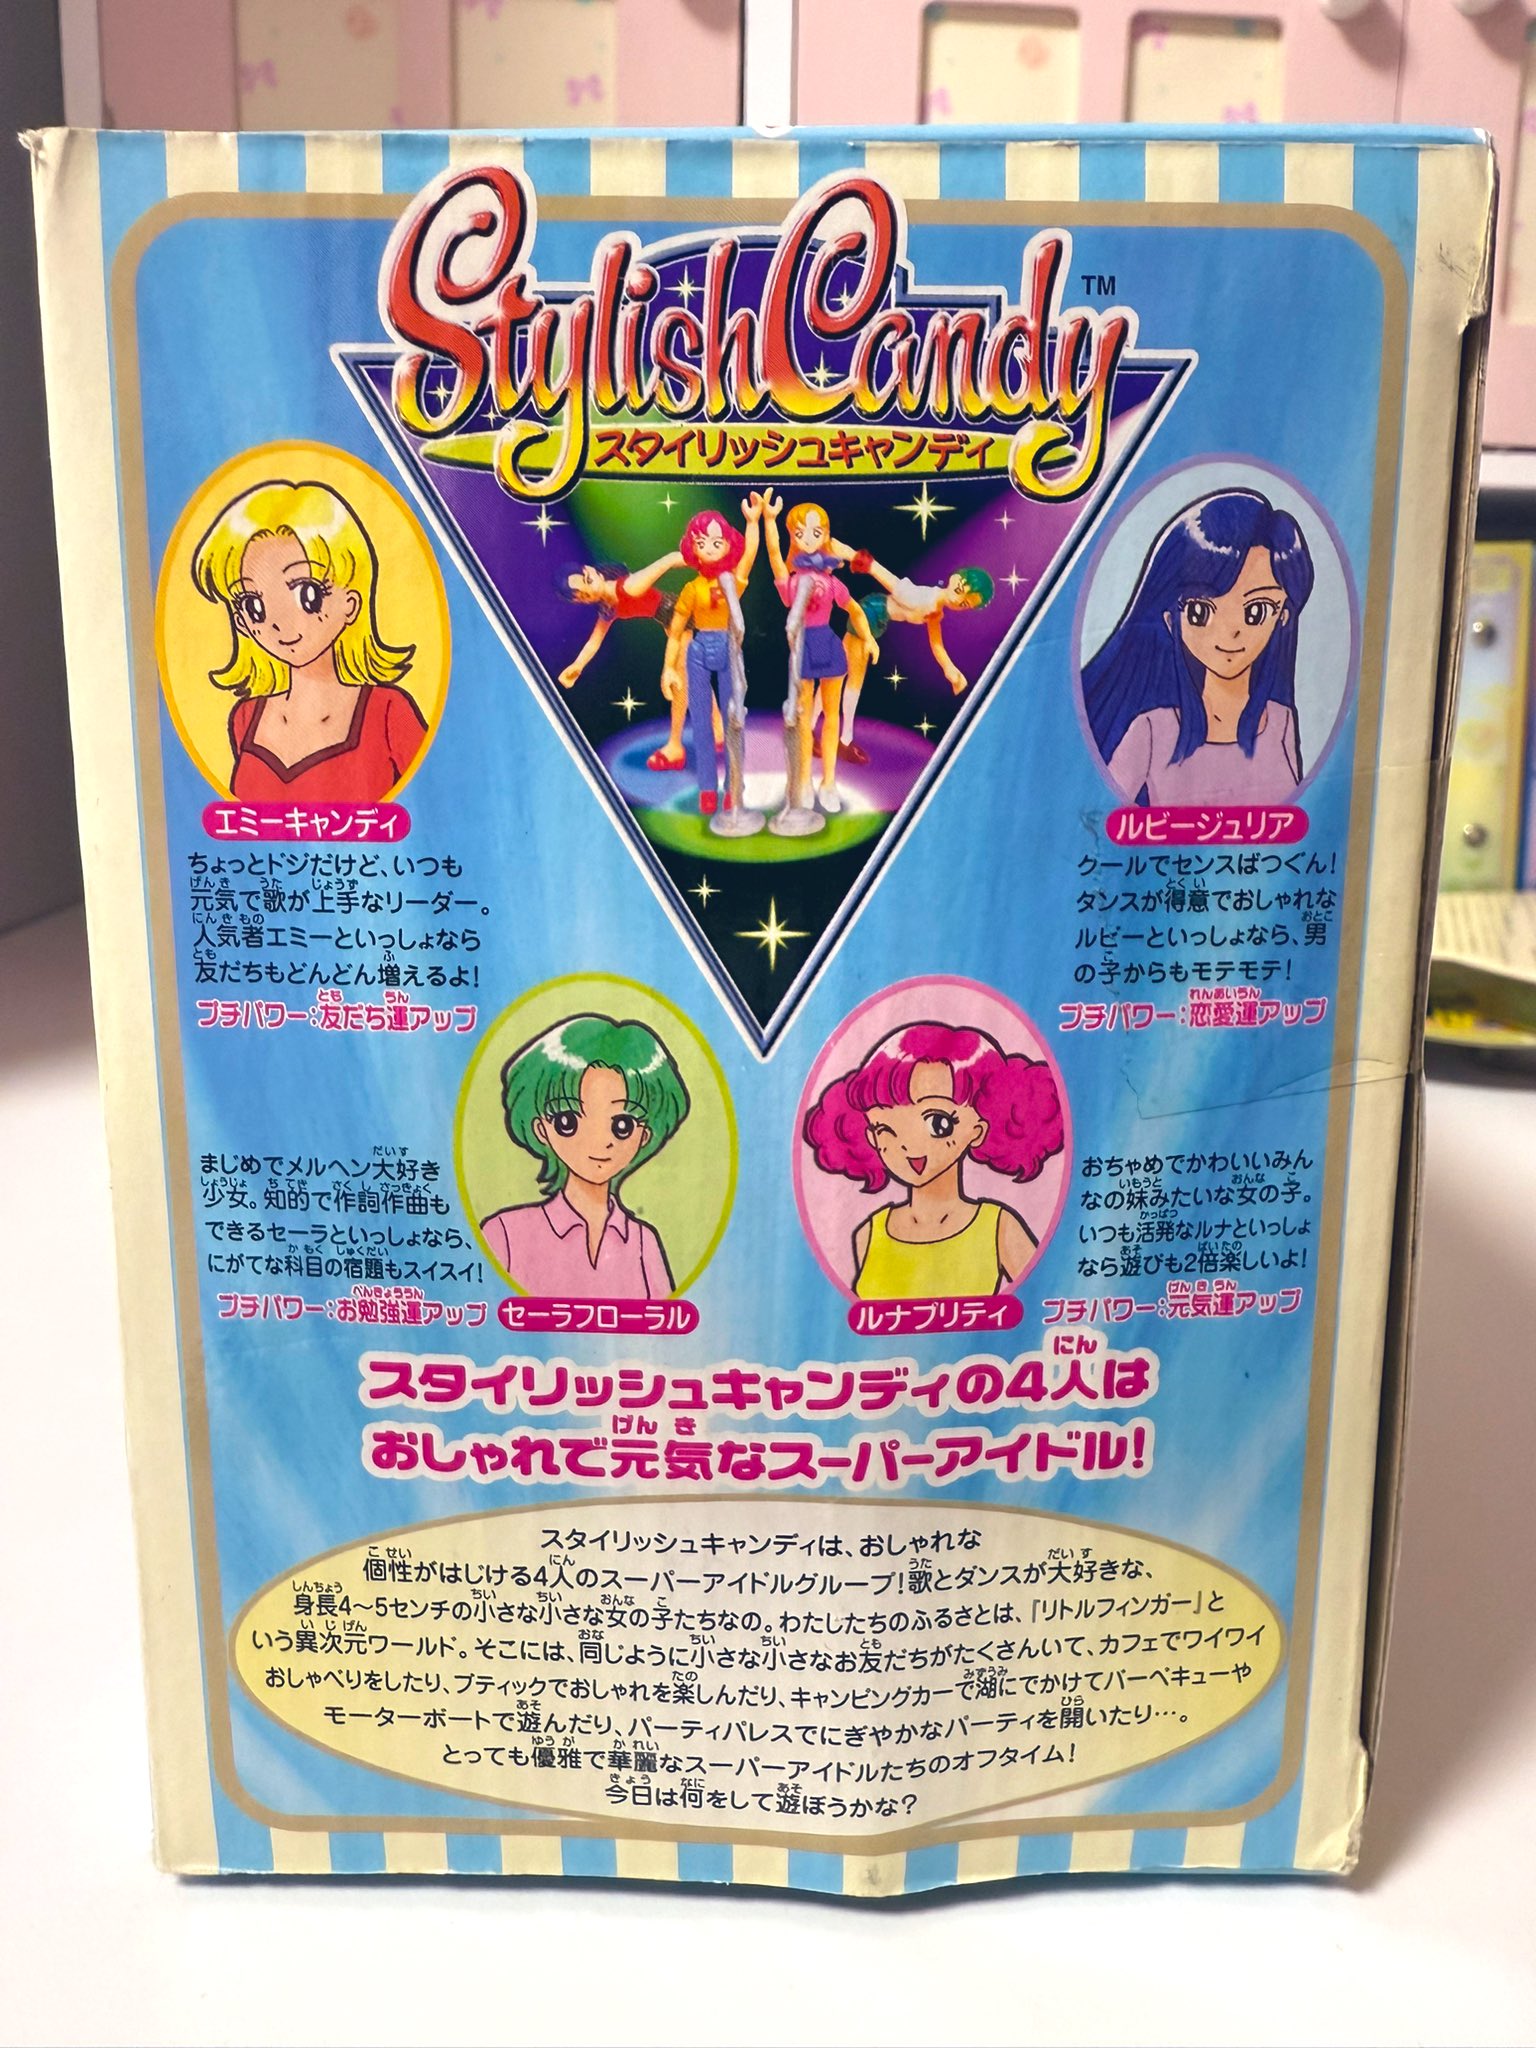 Stylish Candy™
スタイリッシュキャンディ
エミーキャンディ
ちょっとドジだけど、いつも
元気で歌が上手なリーダー。
人気者エミーといっしょなら
友だちもどんどん増えるよ!
プチパワー:友だち運アップ
ルビージュリア
クールでセンスばつぐん!
ダンスが得意でおしゃれな
ルビーといっしょなら、男
の子からもモテモテ!
プチパワー:恋愛運アップ
まじめでメルヘン大好き
少女。知的で作詞作曲も
できるセーラといっしょなら、
にがてな科目の宿題もスイスイ!
プチパワー:お勉強運アップ
セーラフローラル
おちゃめでかわいいみん
なの妹みたいな女の子。
いつも活発なルナといっしょ
なら遊びも2倍楽しいよ!
プチパワー:元気運アップ
ルナプリティ
スタイリッシュキャンディの4人は
おしゃれで元気なスーパーアイドル!
スタイリッシュキャンディは、おしゃれな
個性がはじける4人のスーパーアイドルグループ!歌とダンスが大好きな、
身長4〜5センチの小さな小さな女の子たちなの。わたしたちのふるさとは、『リトルフィンガー』と
いう異次元ワールド。そこには、同じように小さな小さなお友だちがたくさんいて、カフェでワイワイ
おしゃべりをしたり、ブティックでおしゃれを楽しんだり、キャンピングカーで湖にでかけてバーベキューや
モーターボートで遊んだり、パーティパレスでにぎやかなパーティを開いたり…。
とっても優雅で華麗なスーパーアイドルたちのオフタイム!
今日は何をして遊ぼうかな?